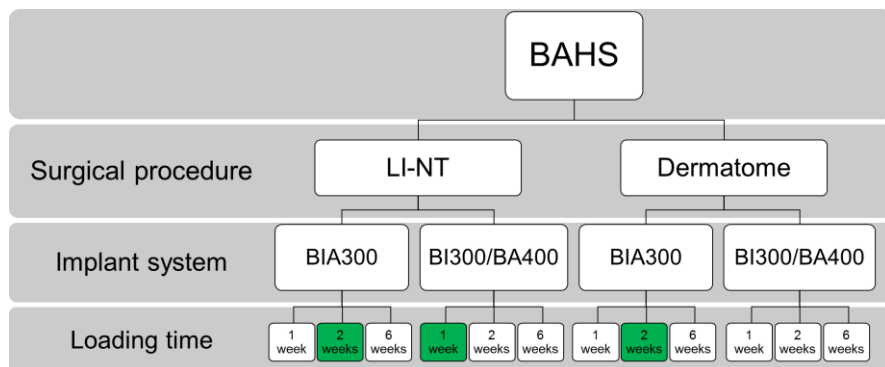 BAHS
Surgical procedure
LI-NT
Dermatome
Implant system
BIA300
BI300/BA400
BIA300
BI300/BA400
Loading time
1
week
2
weeks
6
weeks
1
week
2
weeks
6
weeks
1
week
2
weeks
6
weeks
1
week
2
weeks
6
weeks